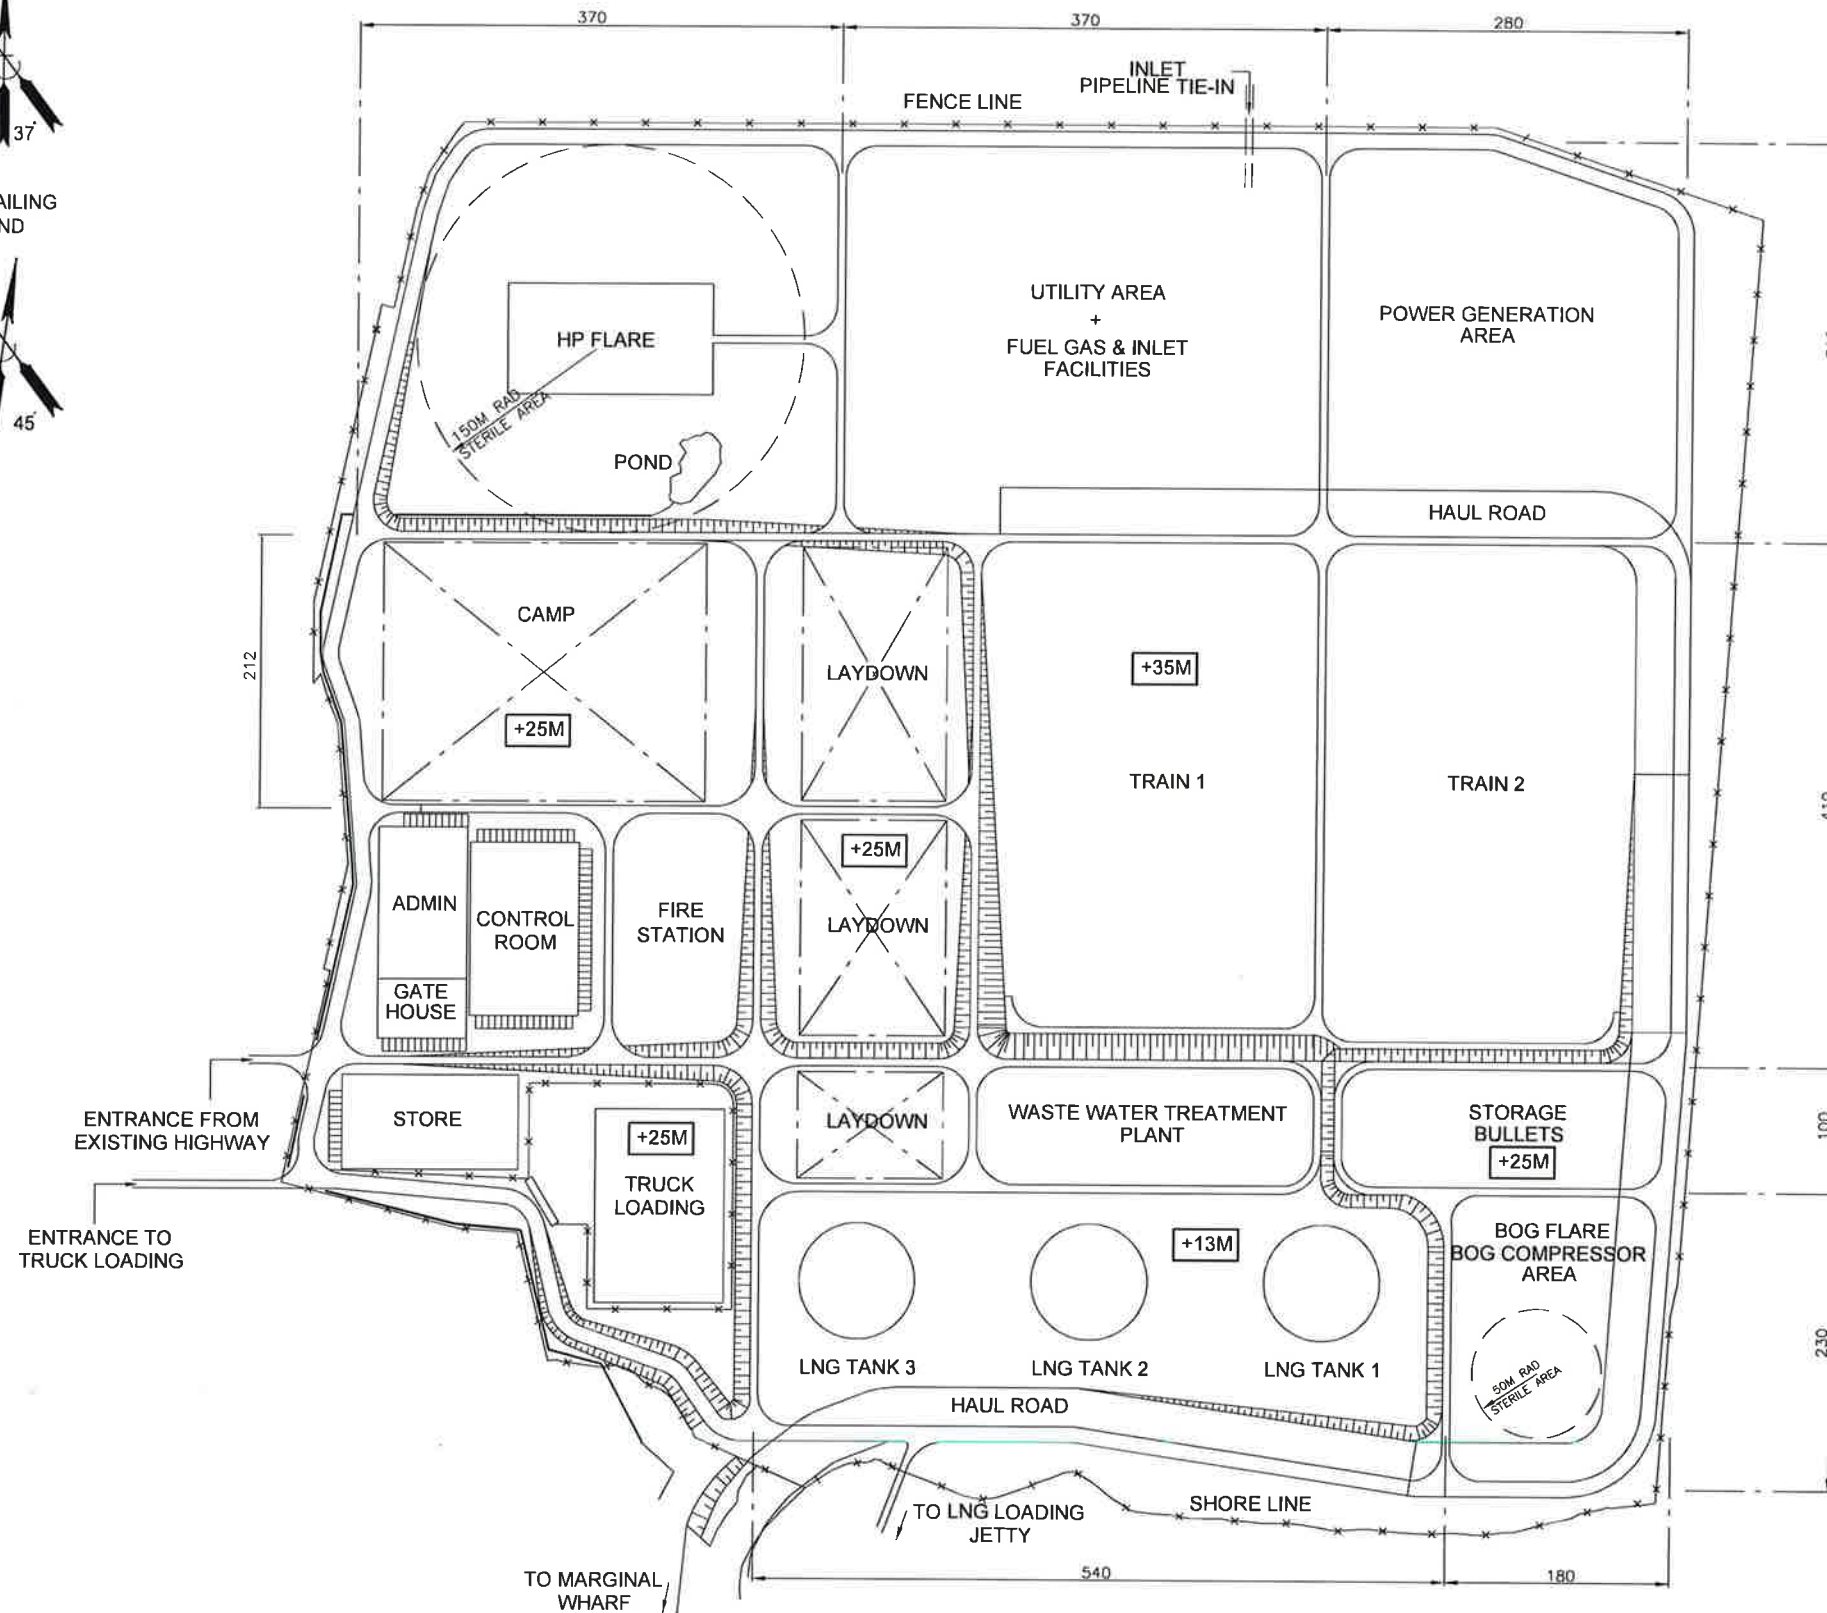 370
370
280
INLET
PIPELINE TIE-IN
FENCE LINE
37°
AILING
ND
45°
UTILITY AREA
+
FUEL GAS & INLET
FACILITIES
POWER GENERATION
AREA
HP FLARE
150M RAD
STERILE AREA
POND
HAUL ROAD
CAMP
212
+25M
LAYDOWN
+35M
TRAIN 1
TRAIN 2
+25M
LAYDOWN
ADMIN
CONTROL
ROOM
FIRE
STATION
GATE
HOUSE
ENTRANCE FROM
EXISTING HIGHWAY
STORE
+25M
TRUCK
LOADING
LAYDOWN
WASTE WATER TREATMENT
PLANT
STORAGE
BULLETS
+25M
100
ENTRANCE TO
TRUCK LOADING
+13M
BOG FLARE
BOG COMPRESSOR
AREA
LNG TANK 3
LNG TANK 2
LNG TANK 1
230
50M RAD
STERILE AREA
HAUL ROAD
SHORE LINE
TO LNG LOADING
JETTY
TO MARGINAL
WHARF
540
180